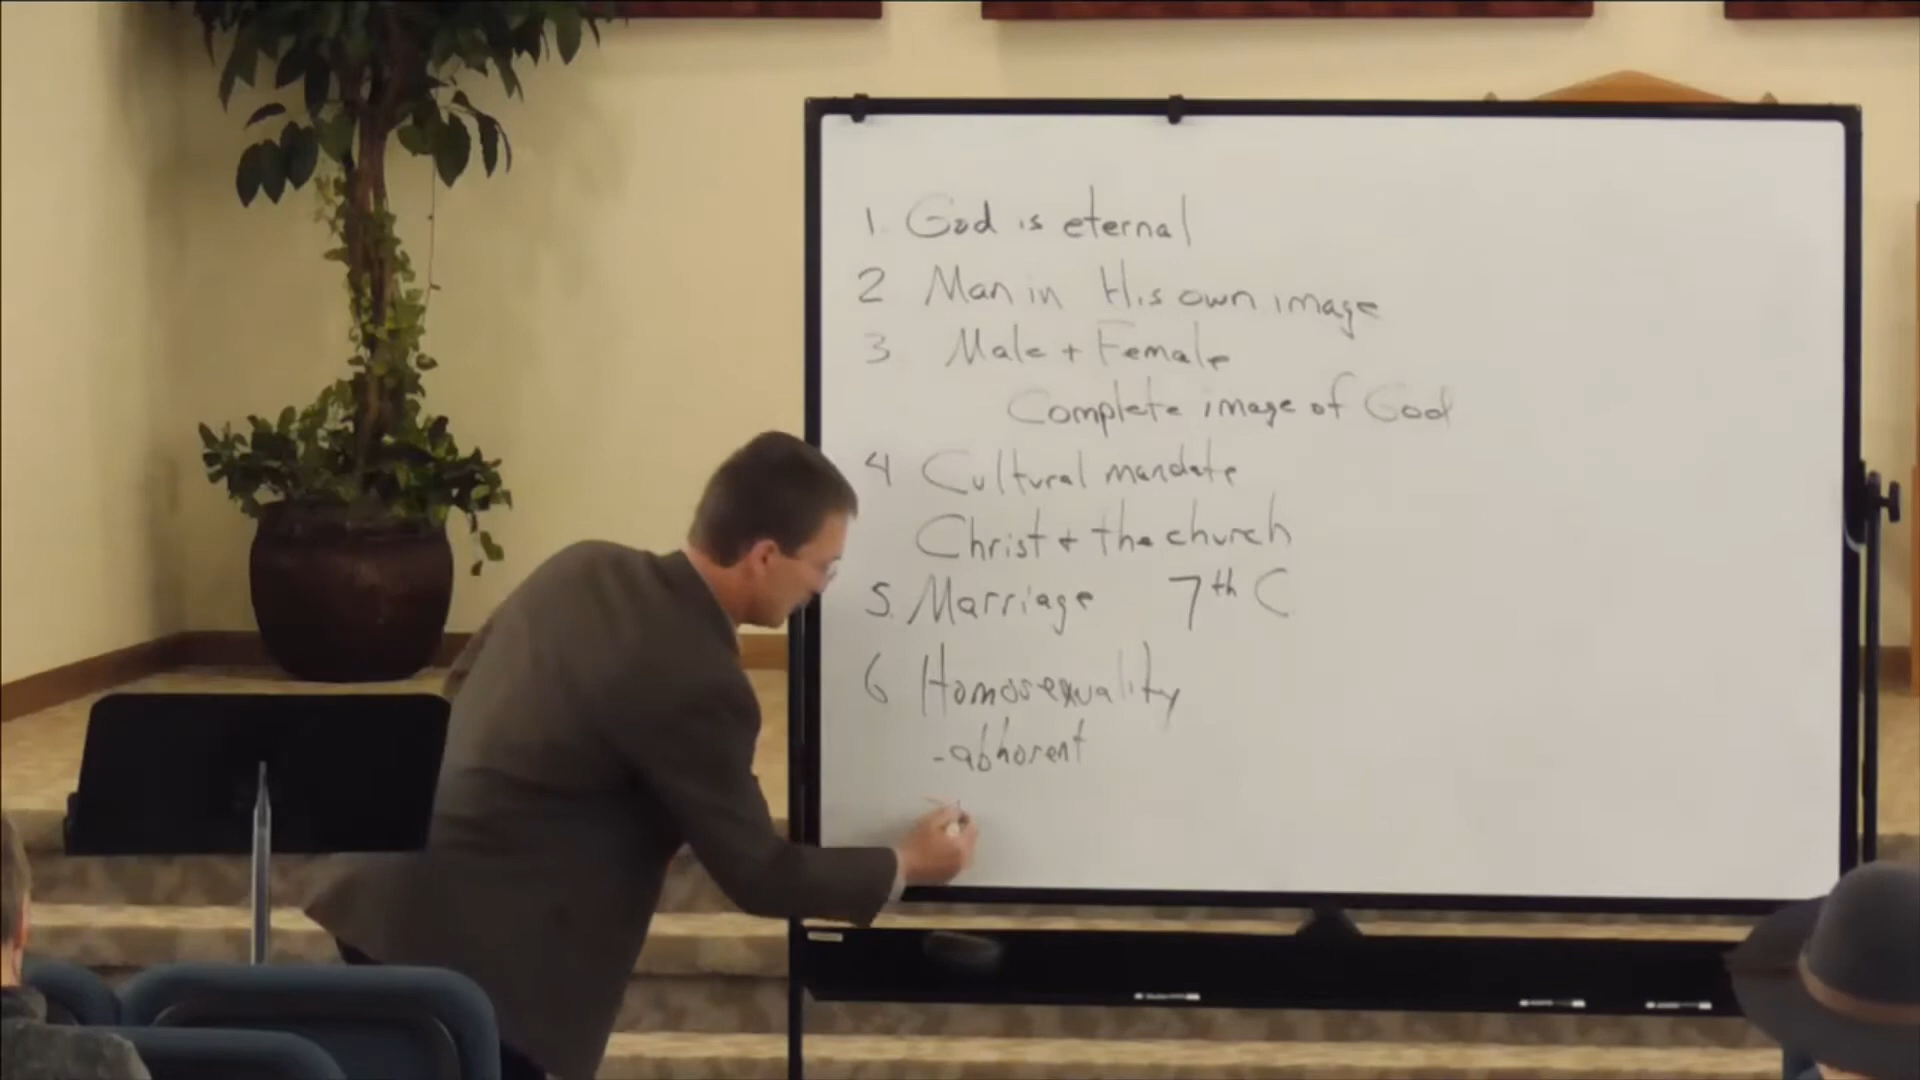 1. God is eternal
2 Man in His own image
3 Male + Female
Complete image of God
4 Cultural mandate
Christ + the church
5. Marriage 7th C
6 Homosexuality
- abhorent